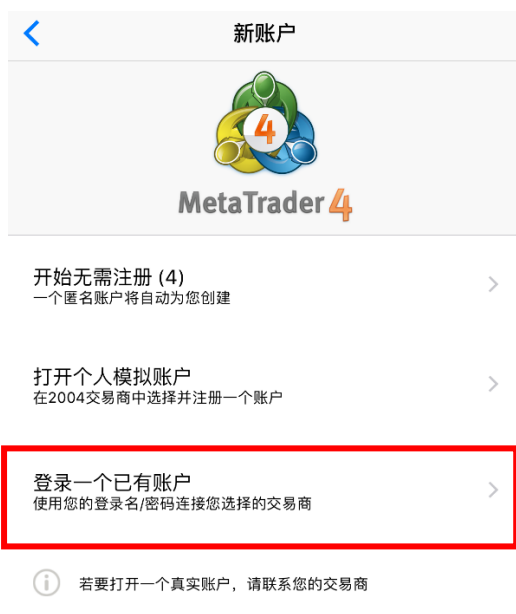 新账户
4
MetaTrader 4
开始无需注册 (4)
一个匿名账户将自动为您创建
打开个人模拟账户
在2004交易商中选择并注册一个账户
登录一个已有账户
使用您的登录名/密码连接您选择的交易商
若要打开一个真实账户，请联系您的交易商